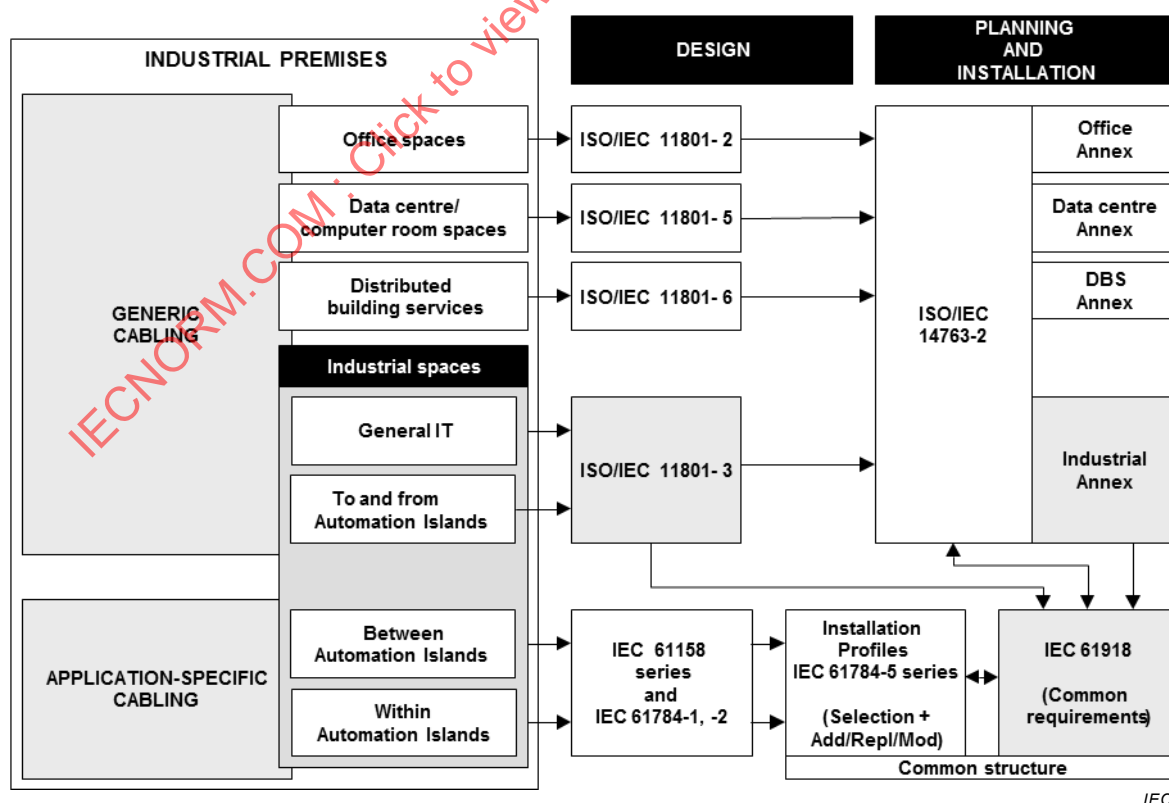 INDUSTRIAL PREMISES
DESIGN
PLANNING
AND
INSTALLATION
GENERIC
CABLING
Office spaces
ISO/IEC 11801- 2
Office
Annex
Data centre/
computer room spaces
ISO/IEC 11801- 5
Data centre
Annex
Distributed
building services
ISO/IEC 11801- 6
ISO/IEC
14763-2
DBS
Annex
Industrial spaces
General IT
To and from
Automation Islands
ISO/IEC 11801- 3
Industrial
Annex
APPLICATION-SPECIFIC
CABLING
Between
Automation Islands
Within
Automation Islands
IEC 61158
series
and
IEC 61784-1, -2
Installation
Profiles
IEC 61784-5 series
(Selection +
Add/Repl/Mod)
IEC 61918
(Common
requirements)
Common structure
IEC
IECNORM.COM : Click to view